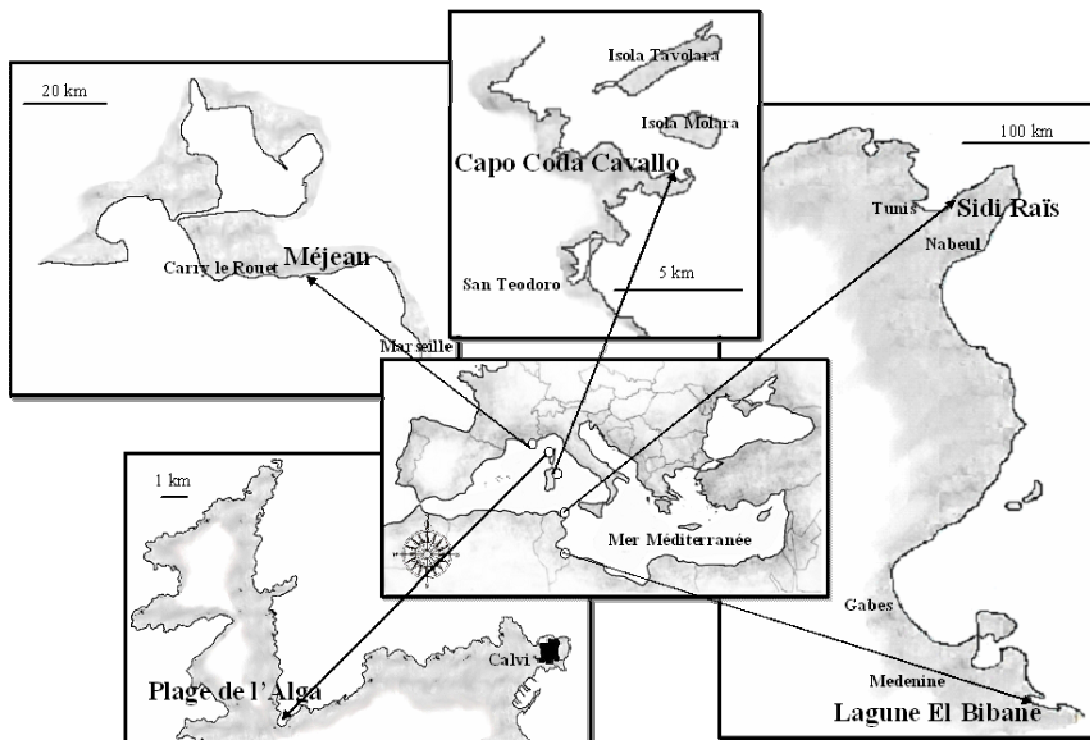 20 km
Carry le Rouet
Méjean
Marseille
Isola Tavolara
Isola Molara
Capo Coda Cavallo
5 km
San Teodoro
100 km
Tunis
Sidi Raïs
Nabeul
Gabes
Medenine
Lagune El Bibane
Mer Méditerranée
1 km
Calvi
Plage de l'Alga